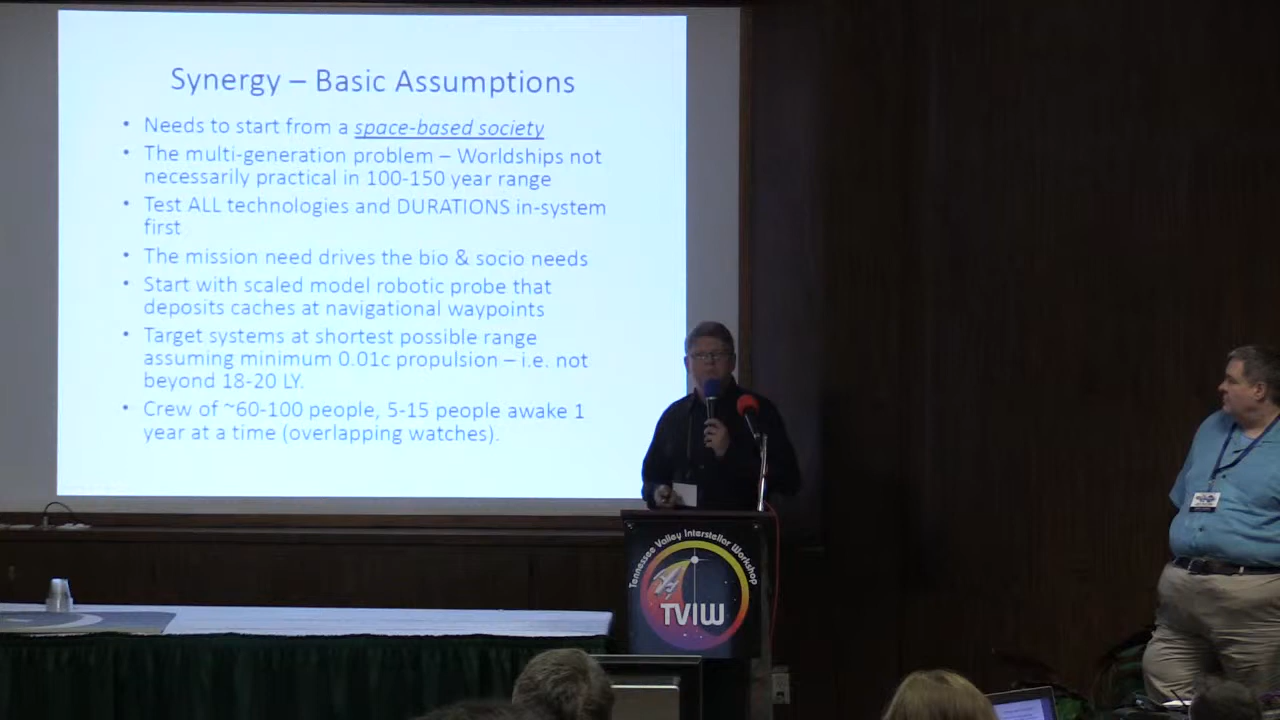 Synergy – Basic Assumptions
• Needs to start from a space-based society
• The multi-generation problem – Worldships not
necessarily practical in 100-150 year range
• Test ALL technologies and DURATIONS in-system
first
• The mission need drives the bio & socio needs
• Start with scaled model robotic probe that
deposits caches at navigational waypoints
• Target systems at shortest possible range
assuming minimum 0.01c propulsion – i.e. not
beyond 18-20 LY.
• Crew of ~60-100 people, 5-15 people awake 1
year at a time (overlapping watches).
Tennessee Valley Interstellar Workshop
TVIW